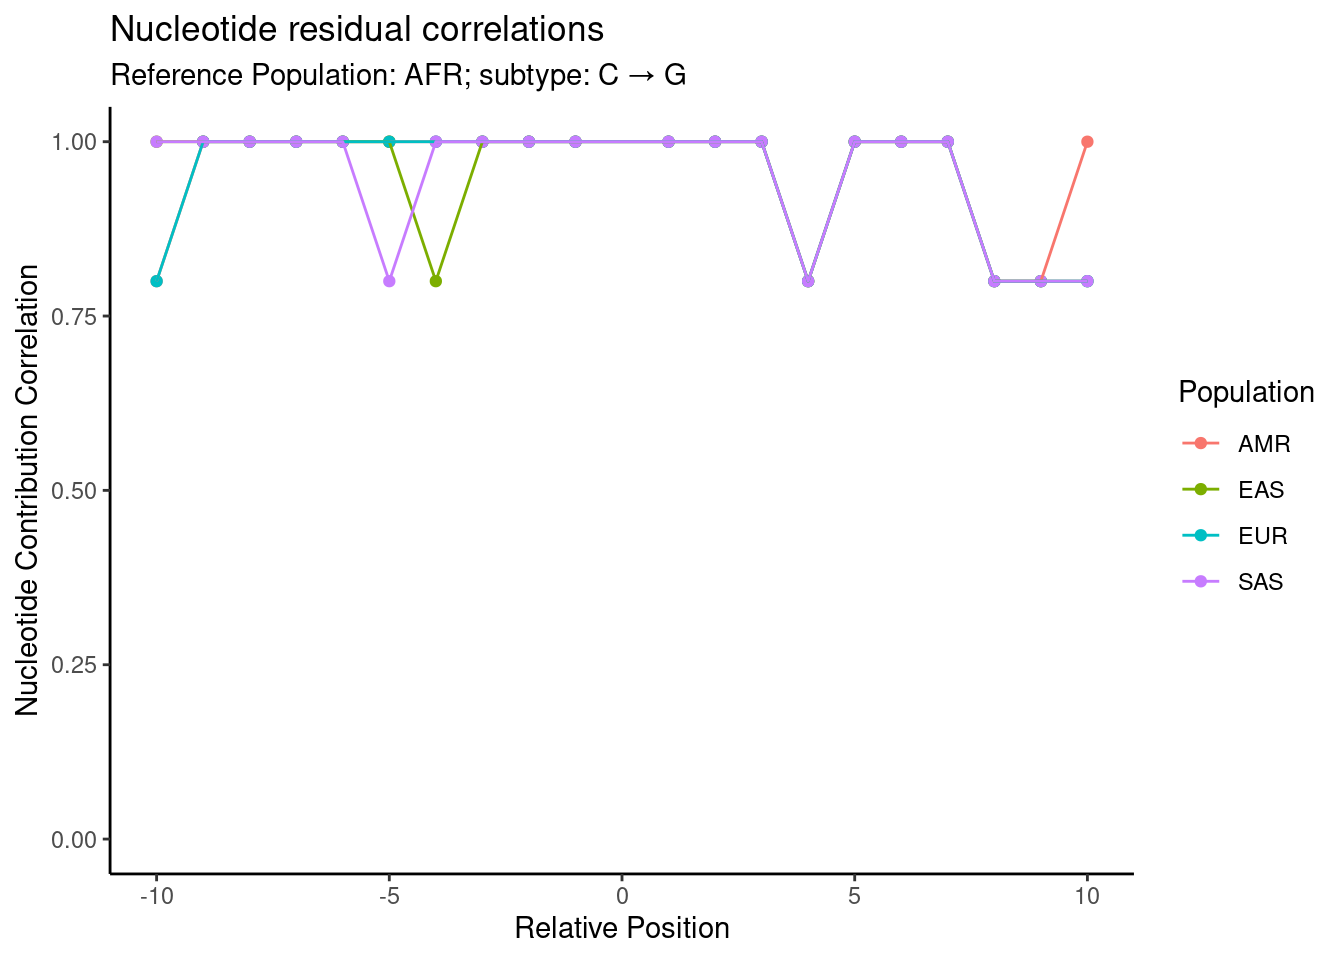 Nucleotide residual correlations
Reference Population: AFR; subtype: C → G
Nucleotide Contribution Correlation
1.00
0.75
0.50
0.25
0.00
-10
-5
0
5
10
Relative Position
Population
AMR
EAS
EUR
SAS